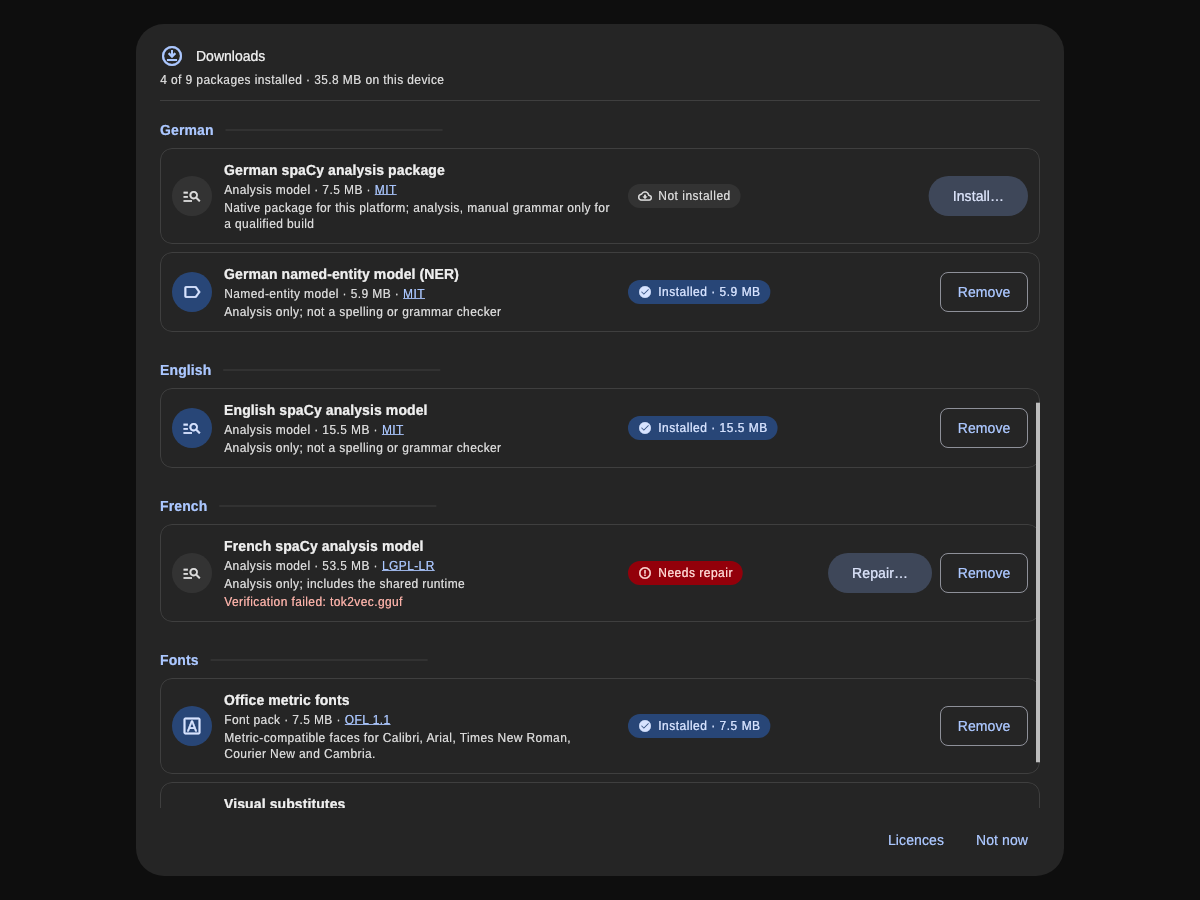 Downloads
4 of 9 packages installed · 35.8 MB on this device
German
German spaCy analysis package
Analysis model · 7.5 MB · MIT
Native package for this platform; analysis, manual grammar only for
a qualified build
Not installed
Install…
German named-entity model (NER)
Named-entity model · 5.9 MB · MIT
Analysis only; not a spelling or grammar checker
Installed · 5.9 MB
Remove
English
English spaCy analysis model
Analysis model · 15.5 MB · MIT
Analysis only; not a spelling or grammar checker
Installed · 15.5 MB
Remove
French
French spaCy analysis model
Analysis model · 53.5 MB · LGPL-LR
Analysis only; includes the shared runtime
Verification failed: tok2vec.gguf
Needs repair
Repair…
Remove
Fonts
Office metric fonts
Font pack · 7.5 MB · OFL 1.1
Metric-compatible faces for Calibri, Arial, Times New Roman,
Courier New and Cambria.
Installed · 7.5 MB
Remove
Visual substitutes
Licences
Not now